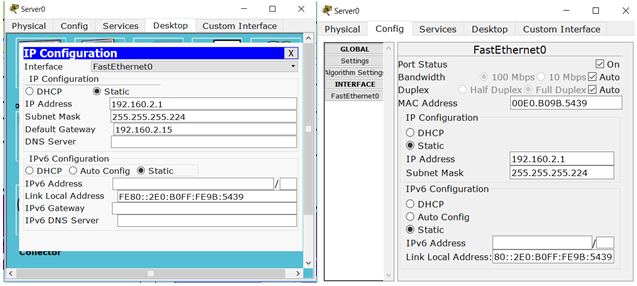 Server0
Physical Config Services Desktop Custom Interface
IP Configuration X
Interface FastEthernet0
IP Configuration
DHCP Static
IP Address 192.160.2.1
Subnet Mask 255.255.255.224
Default Gateway 192.160.2.15
DNS Server
IPv6 Configuration
DHCP Auto Config Static
IPv6 Address /
Link Local Address FE80::2E0:B0FF:FE9B:5439
IPv6 Gateway
IPv6 DNS Server
Collector
Server0
Physical Config Services Desktop Custom Interface
GLOBAL
Settings
Algorithm Settings
INTERFACE
FastEthernet0
FastEthernet0
Port Status On
Bandwidth 100 Mbps 10 Mbps Auto
Duplex Half Duplex Full Duplex Auto
MAC Address 00E0.B09B.5439
IP Configuration
DHCP
Static
IP Address 192.160.2.1
Subnet Mask 255.255.255.224
IPv6 Configuration
DHCP
Auto Config
Static
IPv6 Address /
Link Local Address: 80::2E0:B0FF:FE9B:5439